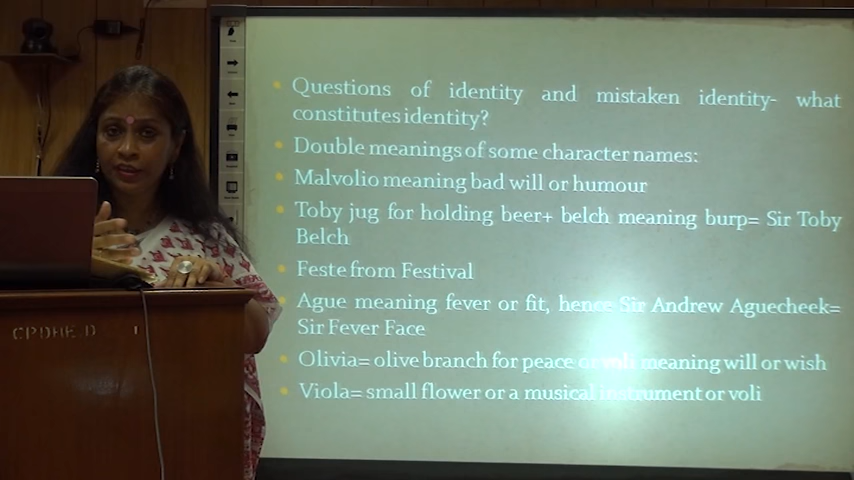 Questions of identity and mistaken identity- what
constitutes identity?
Double meanings of some character names:
Malvolio meaning bad will or humour
Toby jug for holding beer+ belch meaning burp= Sir Toby
Belch
Feste from Festival
Ague meaning fever or fit, hence Sir Andrew Aguecheek=
Sir Fever Face
Olivia= olive branch for peace or voli meaning will or wish
Viola= small flower or a musical instrument or voli
CPDHE.D 1